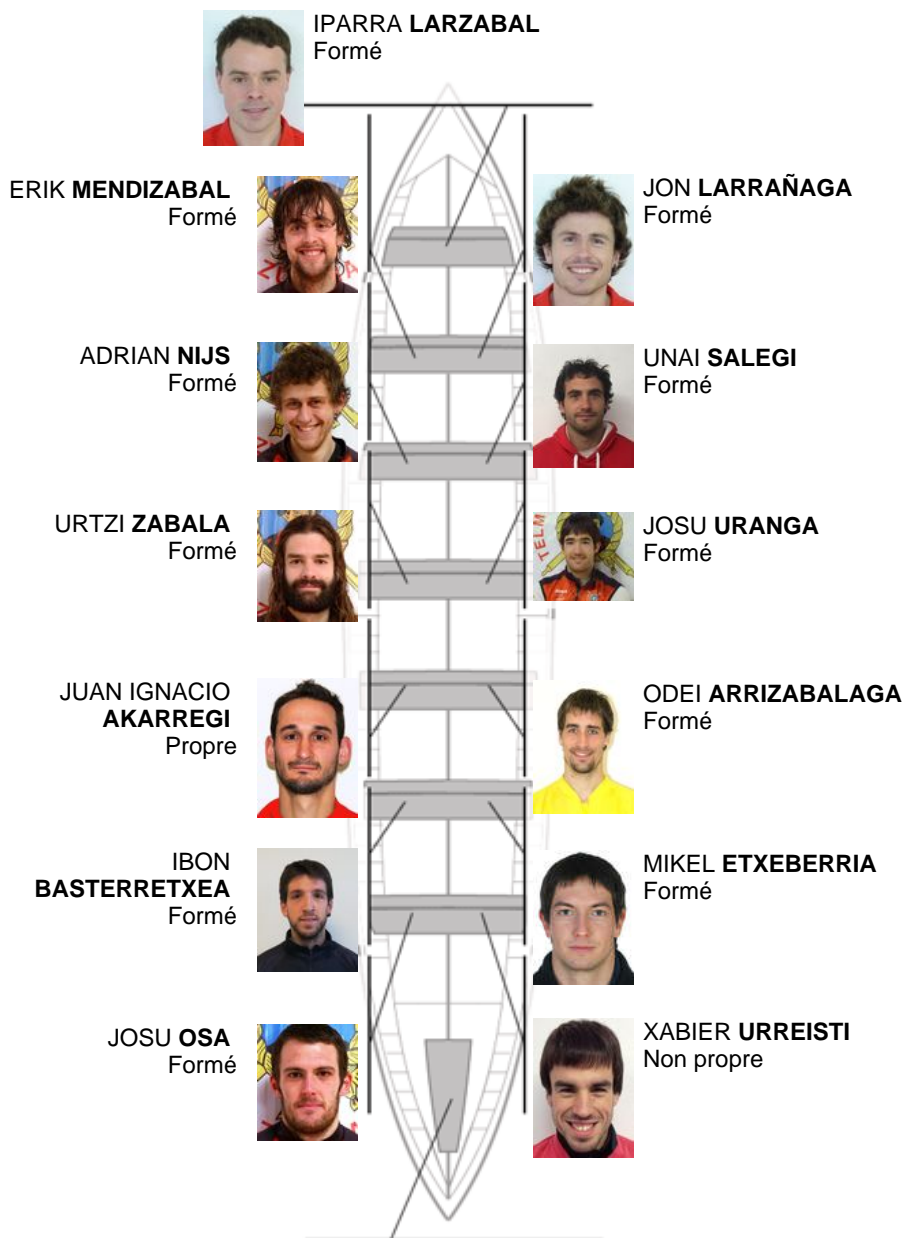 IPARRA LARZABAL
Formé
ERIK MENDIZABAL
Formé
JON LARRAÑAGA
Formé
ADRIAN NIJS
Formé
UNAI SALEGI
Formé
URTZI ZABALA
Formé
JOSU URANGA
Formé
TELM
JUAN IGNACIO
AKARREGI
Propre
ODEI ARRIZABALAGA
Formé
IBON
BASTERRETXEA
Formé
MIKEL ETXEBERRIA
Formé
JOSU OSA
Formé
XABIER URREISTI
Non propre